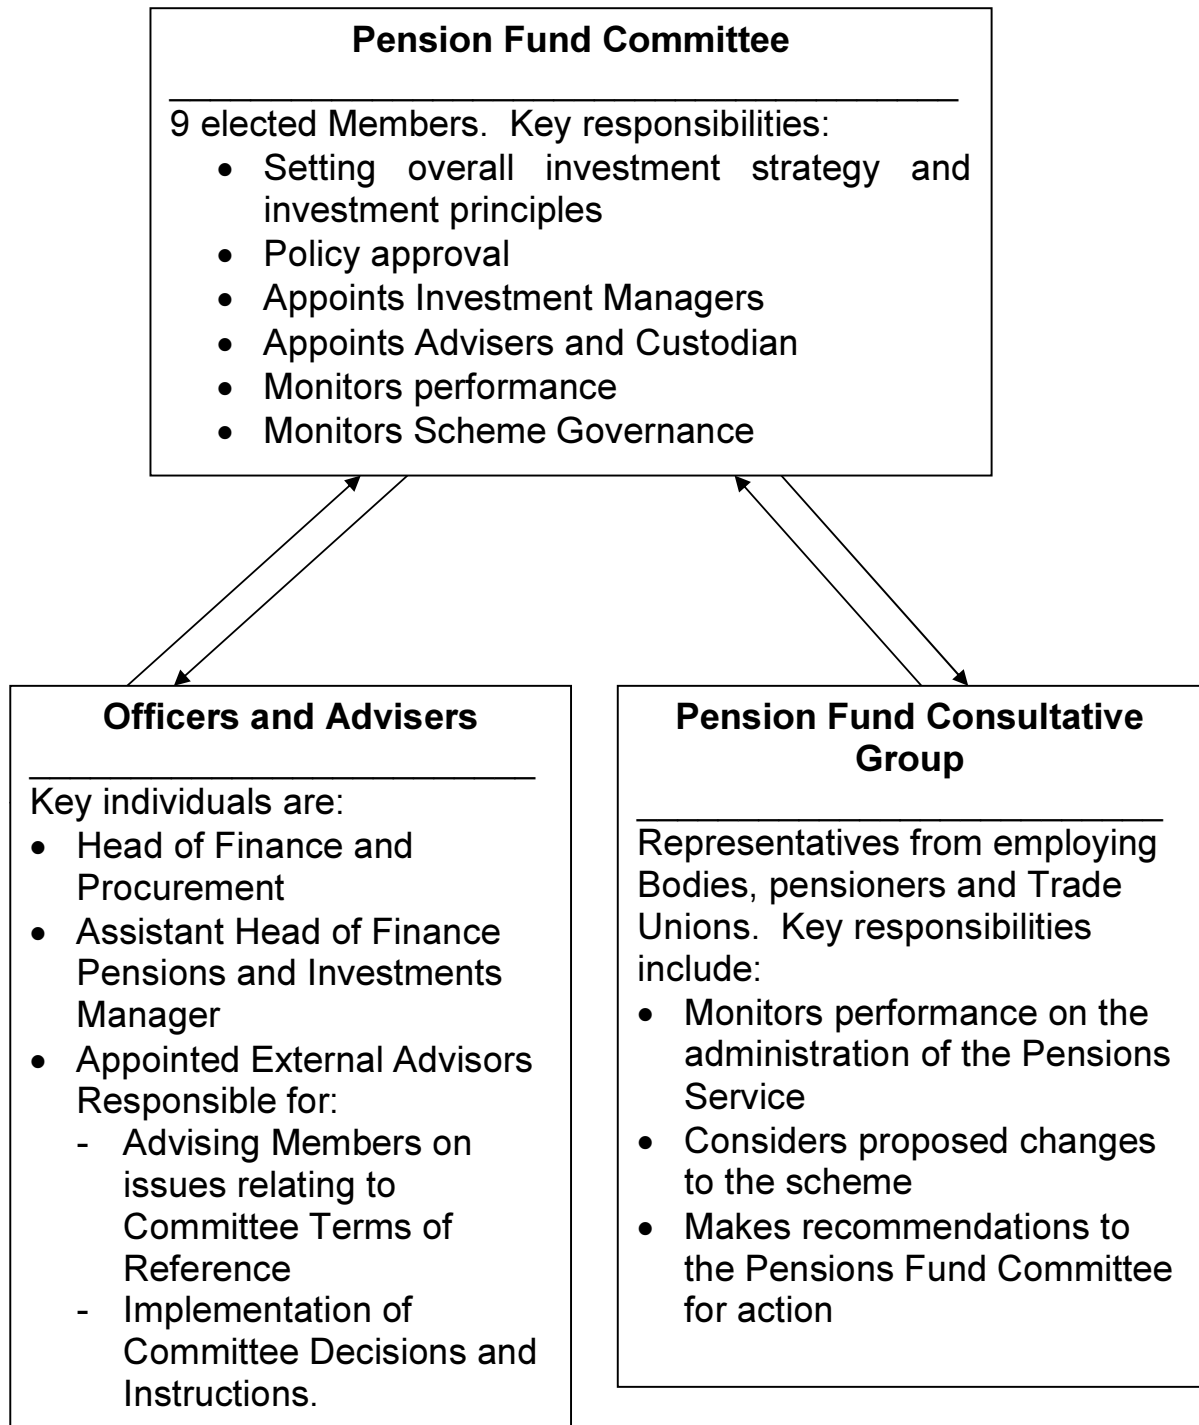 Pension Fund Committee
9 elected Members.  Key responsibilities:
• Setting overall investment strategy and
investment principles
• Policy approval
• Appoints Investment Managers
• Appoints Advisers and Custodian
• Monitors performance
• Monitors Scheme Governance
Officers and Advisers
Key individuals are:
• Head of Finance and
Procurement
• Assistant Head of Finance
Pensions and Investments
Manager
• Appointed External Advisors
Responsible for:
- Advising Members on
issues relating to
Committee Terms of
Reference
- Implementation of
Committee Decisions and
Instructions.
Pension Fund Consultative
Group
Representatives from employing
Bodies, pensioners and Trade
Unions.  Key responsibilities
include:
• Monitors performance on the
administration of the Pensions
Service
• Considers proposed changes
to the scheme
• Makes recommendations to
the Pensions Fund Committee
for action